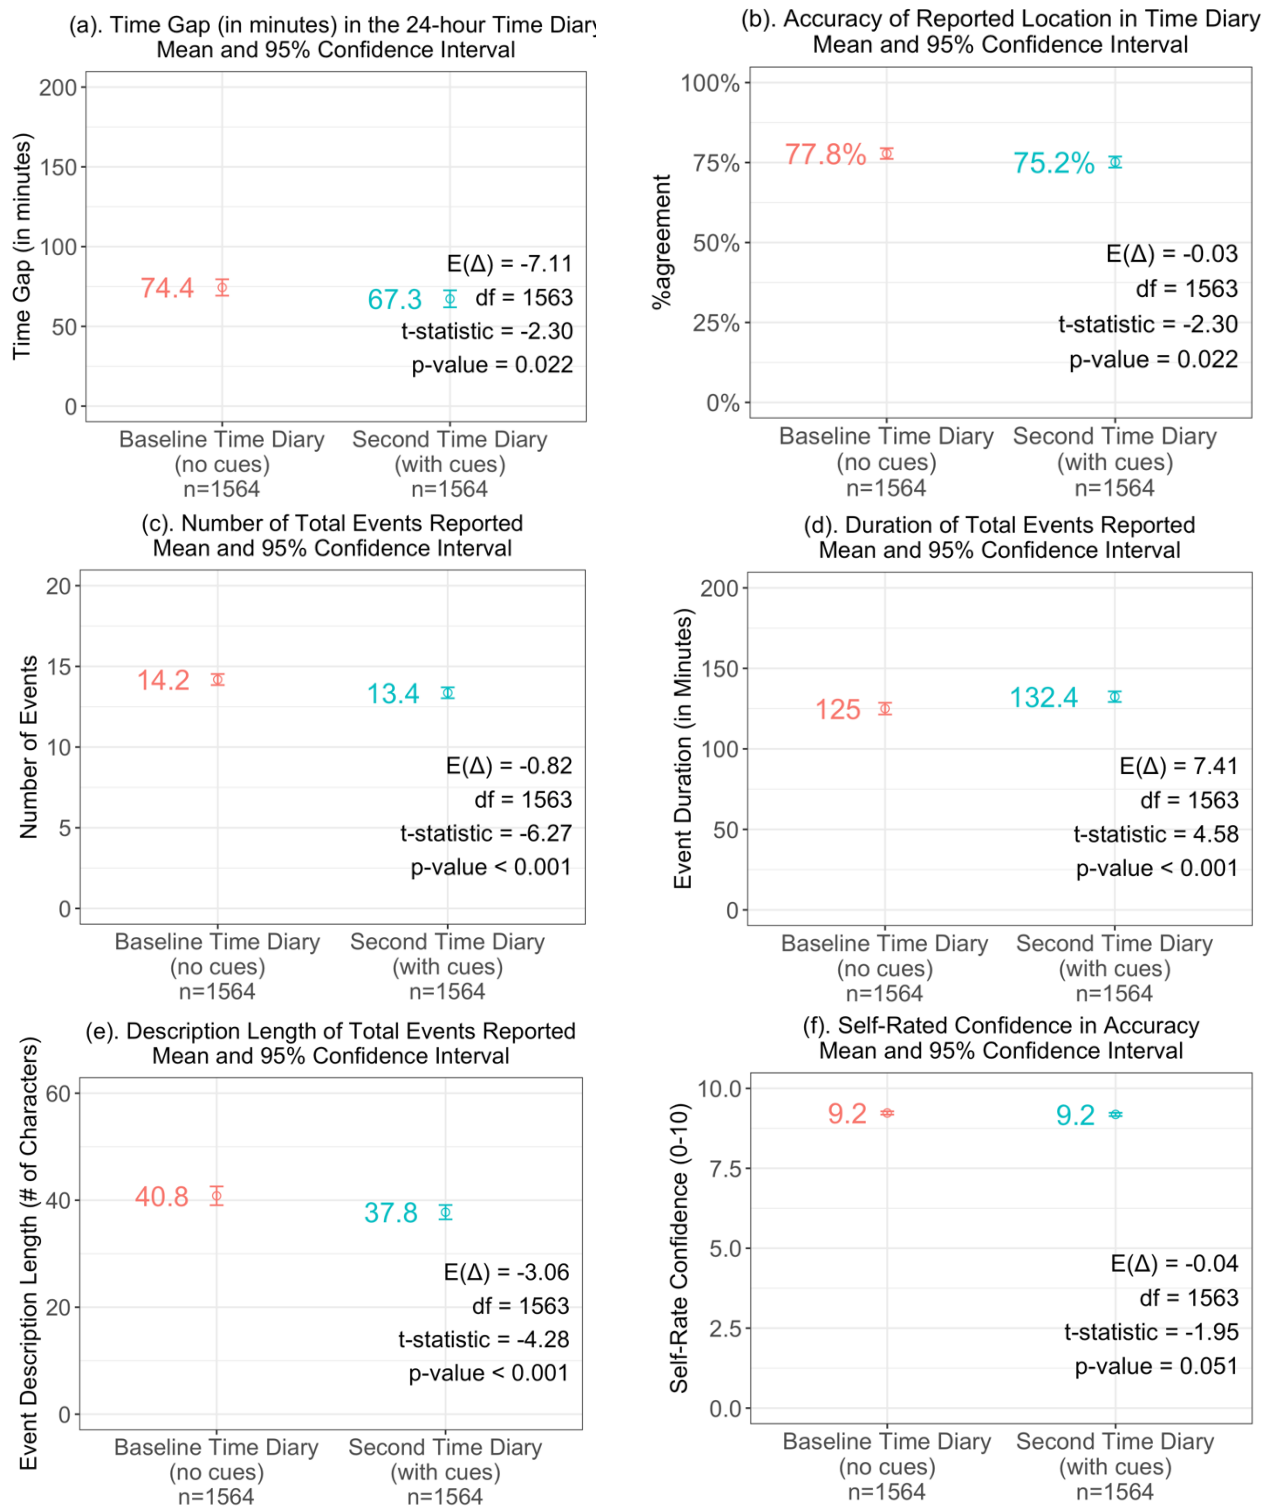 (a). Time Gap (in minutes) in the 24-hour Time Diary
Mean and 95% Confidence Interval
Time Gap (in minutes)
200
150
100
50
0
74.4
67.3
E(Δ) = -7.11
df = 1563
t-statistic = -2.30
p-value = 0.022
Baseline Time Diary
(no cues)
n=1564
Second Time Diary
(with cues)
n=1564
(b). Accuracy of Reported Location in Time Diary
Mean and 95% Confidence Interval
%agreement
100%
75%
50%
25%
0%
77.8%
75.2%
E(Δ) = -0.03
df = 1563
t-statistic = -2.30
p-value = 0.022
Baseline Time Diary
(no cues)
n=1564
Second Time Diary
(with cues)
n=1564
(c). Number of Total Events Reported
Mean and 95% Confidence Interval
Number of Events
20
15
10
5
0
14.2
13.4
E(Δ) = -0.82
df = 1563
t-statistic = -6.27
p-value < 0.001
Baseline Time Diary
(no cues)
n=1564
Second Time Diary
(with cues)
n=1564
(d). Duration of Total Events Reported
Mean and 95% Confidence Interval
Event Duration (in Minutes)
200
150
100
50
0
125
132.4
E(Δ) = 7.41
df = 1563
t-statistic = 4.58
p-value < 0.001
Baseline Time Diary
(no cues)
n=1564
Second Time Diary
(with cues)
n=1564
(e). Description Length of Total Events Reported
Mean and 95% Confidence Interval
Event Description Length (# of Characters)
60
40
20
0
40.8
37.8
E(Δ) = -3.06
df = 1563
t-statistic = -4.28
p-value < 0.001
Baseline Time Diary
(no cues)
n=1564
Second Time Diary
(with cues)
n=1564
(f). Self-Rated Confidence in Accuracy
Mean and 95% Confidence Interval
Self-Rate Confidence (0-10)
10.0
7.5
5.0
2.5
0.0
9.2
9.2
E(Δ) = -0.04
df = 1563
t-statistic = -1.95
p-value = 0.051
Baseline Time Diary
(no cues)
n=1564
Second Time Diary
(with cues)
n=1564